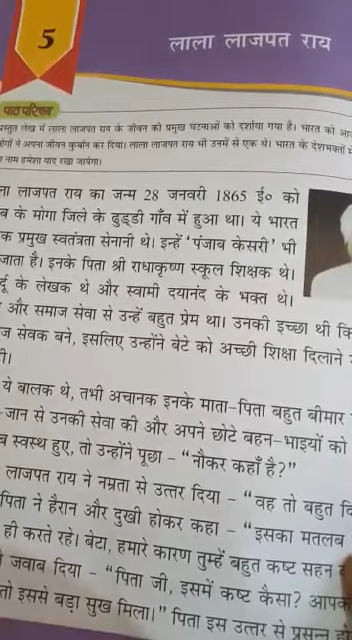 5
लाला लाजपत राय
पाठ परिचय
प्रस्तुत लेख में लाला लाजपत राय के जीवन की प्रमुख घटनाओं को दर्शाया गया है। भारत को
ने अपना जीवन कुर्बान कर दिया। लाला लाजपत राय भी उनमें से एक थे। भारत के देशभक्तों
नाम हमेशा याद रखा जायेगा।
लाजपत राय का जन्म 28 जनवरी 1865 ई० को
के मोगा जिले के ढुड्डी गाँव में हुआ था। ये भारत
प्रमुख स्वतंत्रता सेनानी थे। इन्हें ‘पंजाब केसरी’ भी
जाता है। इनके पिता श्री राधाकृष्ण स्कूल शिक्षक थे।
के लेखक थे और स्वामी दयानंद के भक्त थे।
और समाज सेवा से उन्हें बहुत प्रेम था। उनकी इच्छा थी कि
सेवक बने, इसलिए उन्होंने बेटे को अच्छी शिक्षा दिलाने
ये बालक थे, तभी अचानक इनके माता-पिता बहुत बीमार
जान से उनकी सेवा की और अपने छोटे बहन-भाइयों को
स्वस्थ हुए, तो उन्होंने पूछा – “नौकर कहाँ है?”
लाजपत राय ने नम्रता से उत्तर दिया – “वह तो बहुत
पिता ने हैरान और दुखी होकर कहा – “इसका मतलब
ही करते रहे। बेटा, हमारे कारण तुम्हें बहुत कष्ट सहन
जवाब दिया – “पिता जी, इसमें कष्ट कैसा?
तो इससे बड़ा सुख मिला।” पिता इस उत्तर से प्रसन्न